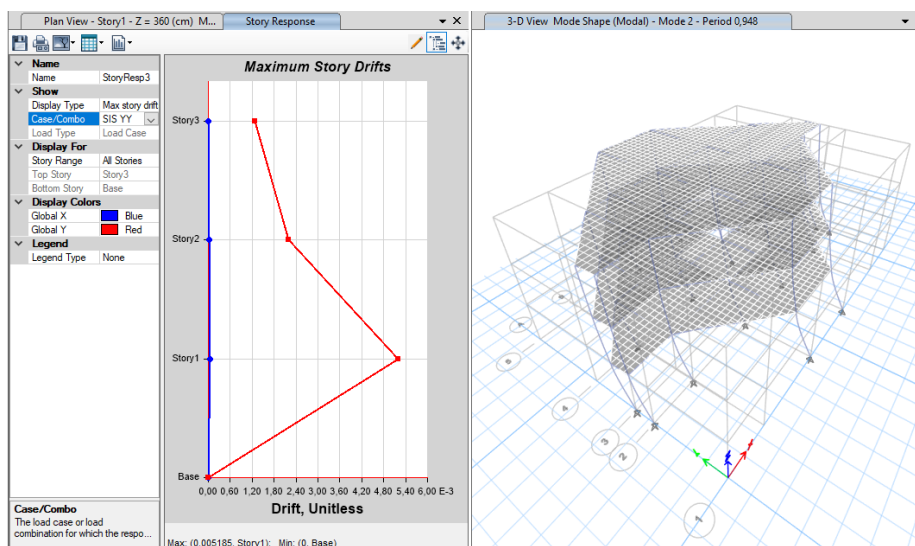 Plan View - Story1 - Z = 360 (cm) M...
Story Response
Name
Name StoryResp3
Show
Display Type Max story drift
Case/Combo SIS YY
Load Type Load Case
Display For
Story Range All Stories
Top Story Story3
Bottom Story Base
Display Colors
Global X Blue
Global Y Red
Legend
Legend Type None
Case/Combo
The load case or load
combination for which the respo...
Maximum Story Drifts
Story3
Story2
Story1
Base
0,00 0,60 1,20 1,80 2,40 3,00 3,60 4,20 4,80 5,40 6,00 E-3
Drift, Unitless
Max: (0.005185, Story1); Min: (0, Base)
3-D View Mode Shape (Modal) - Mode 2 - Period 0,948
4
3
2